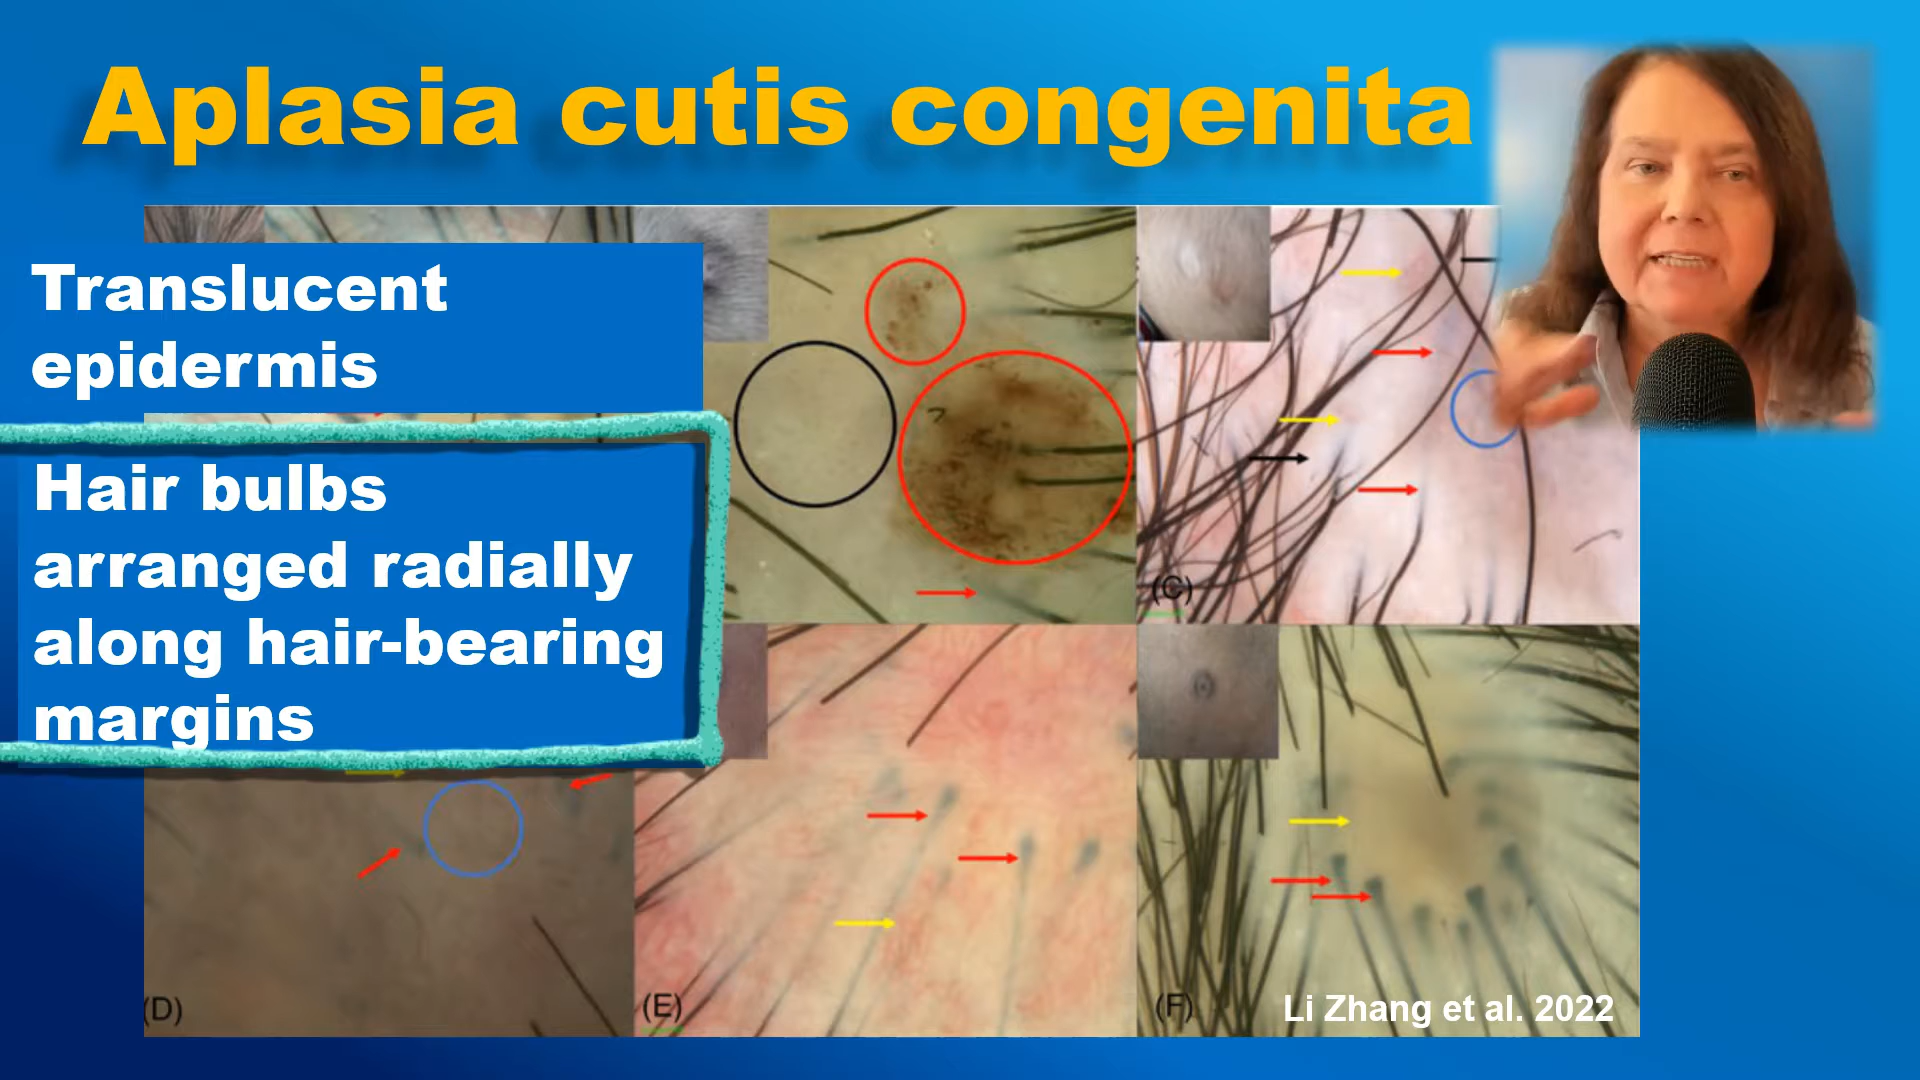 Aplasia cutis congenita
Translucent
epidermis
Hair bulbs
arranged radially
along hair-bearing
margins
(C)
(D)
(E)
(F)
Li Zhang et al. 2022